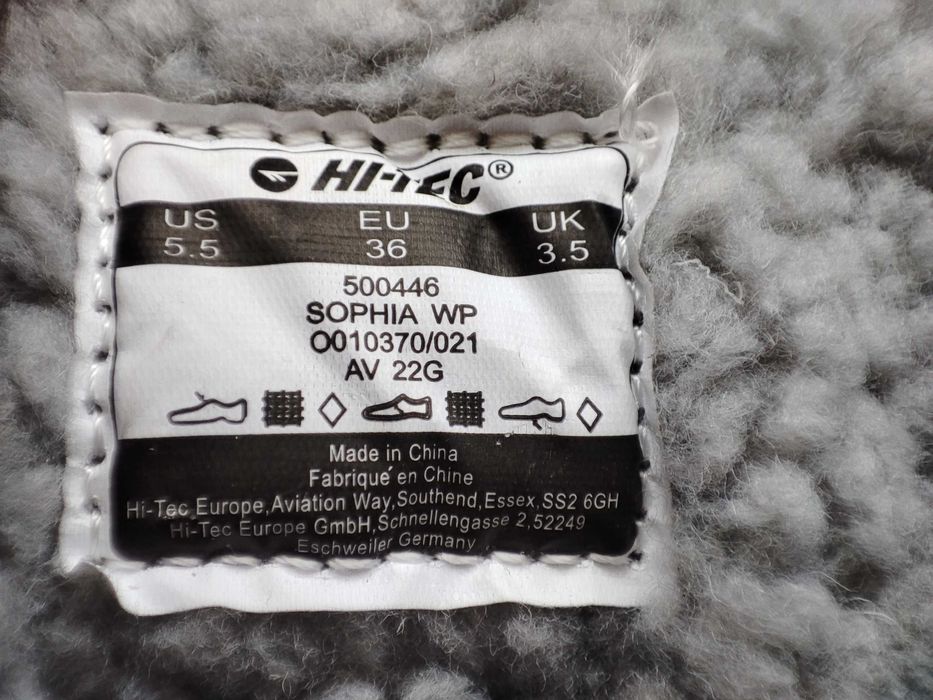 HI-TEC®
US EU UK
5.5 36 3.5
500446
SOPHIA WP
O010370/021
AV 22G
Made in China
Fabriqué en Chine
Hi-Tec Europe,Aviation Way,Southend,Essex,SS2 6GH
Hi-Tec Europe GmbH,Schnellengasse 2,52249
Eschweiler Germany